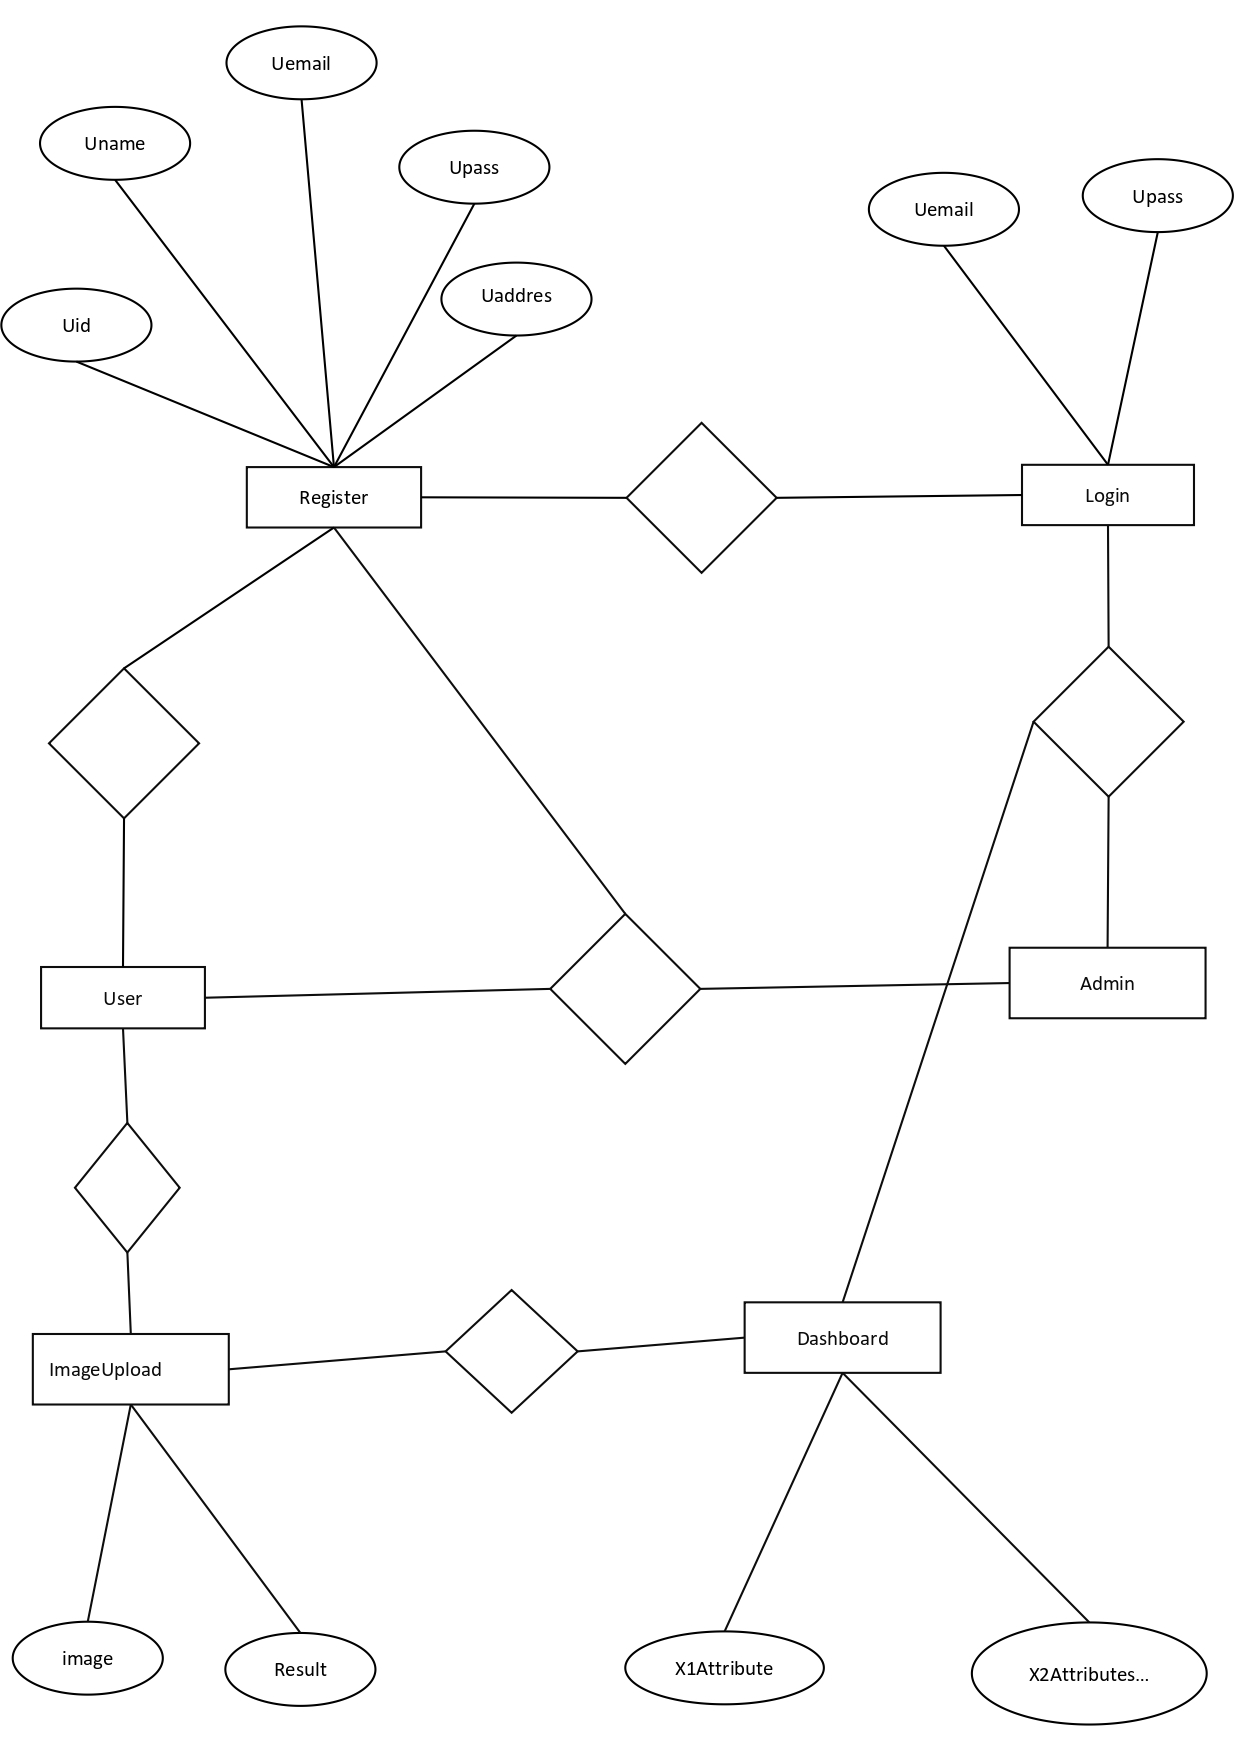 Uemail
Uname
Upass
Uemail
Upass
Uaddres
Uid
Register
Login
User
Admin
ImageUpload
Dashboard
image
Result
X1Attribute
X2Attributes...